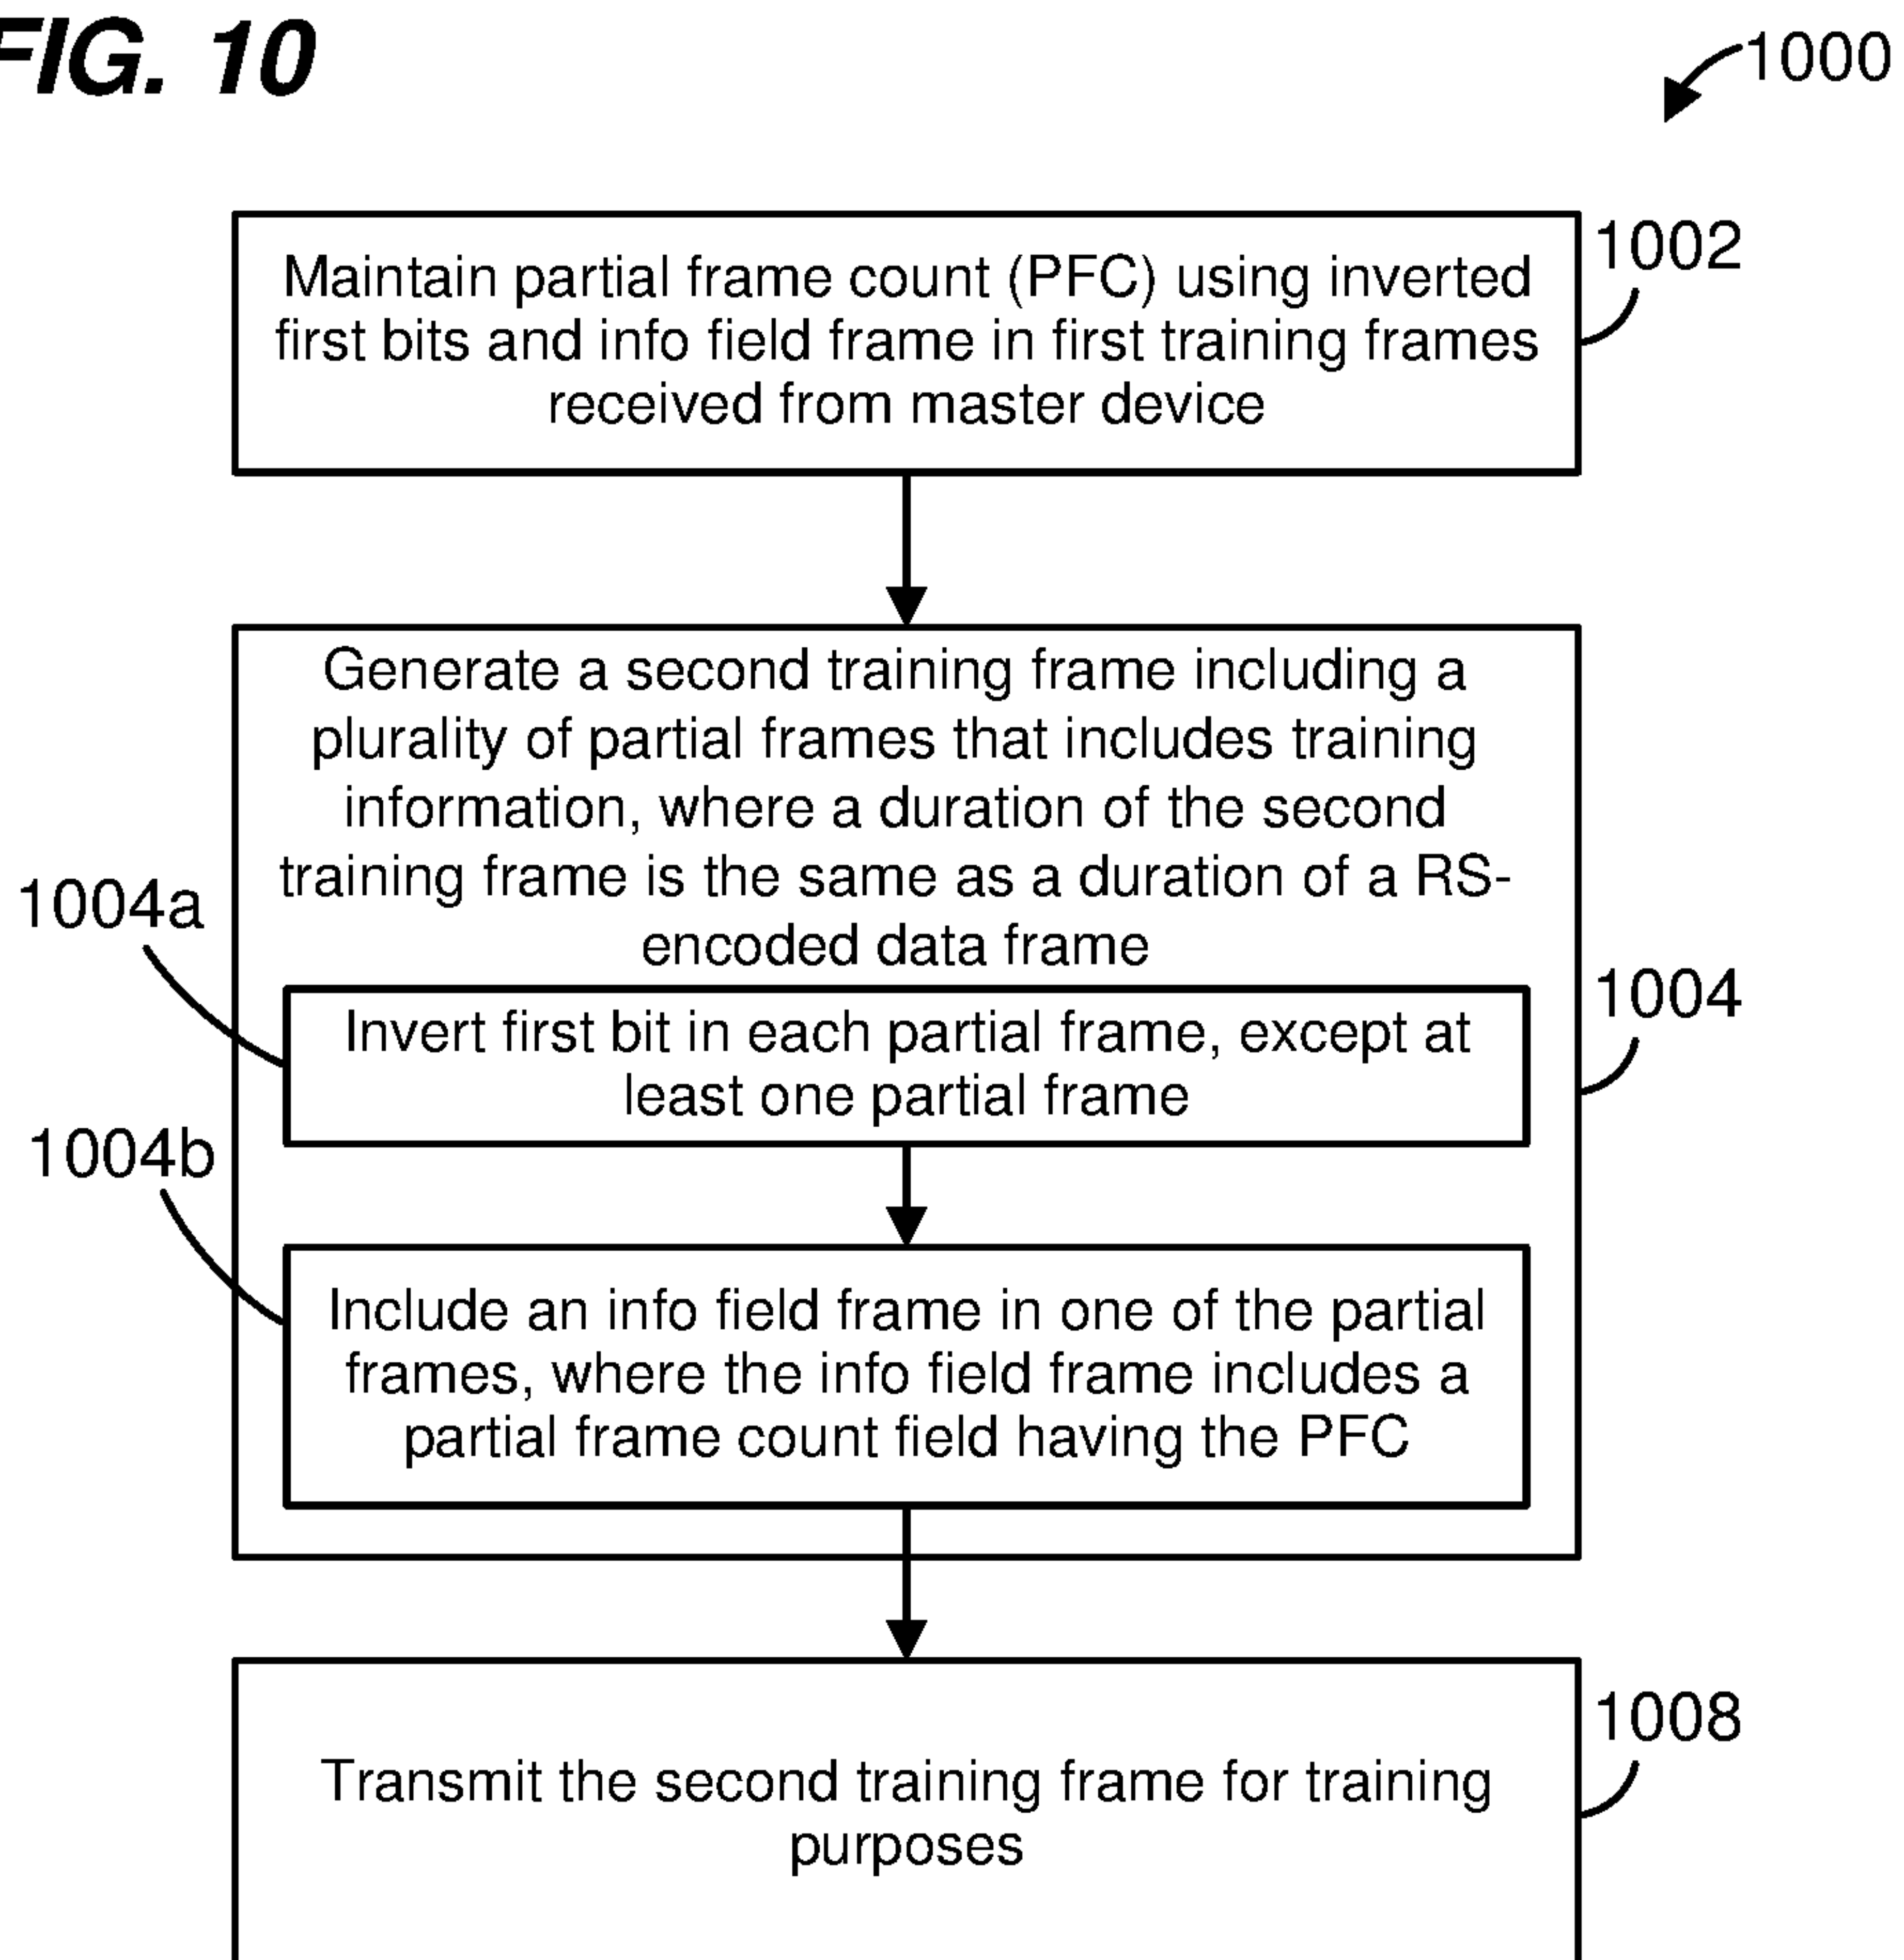 FIG. 10
1000
1002
Maintain partial frame count (PFC) using inverted
first bits and info field frame in first training frames
received from master device
Generate a second training frame including a
plurality of partial frames that includes training
information, where a duration of the second
training frame is the same as a duration of a RS-
encoded data frame
1004a
1004
Invert first bit in each partial frame, except at
least one partial frame
1004b
Include an info field frame in one of the partial
frames, where the info field frame includes a
partial frame count field having the PFC
1008
Transmit the second training frame for training
purposes